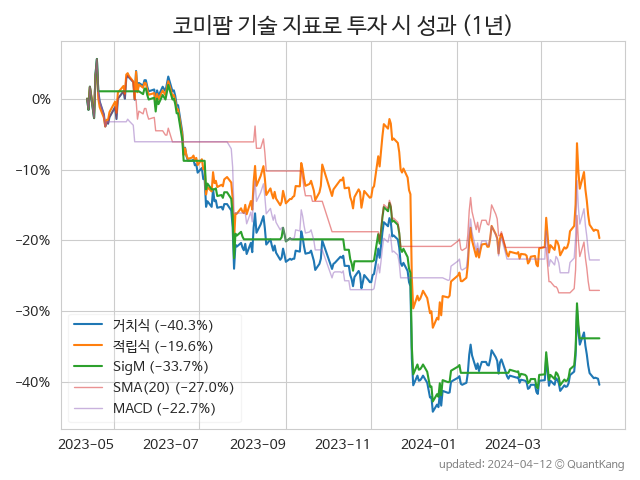 코미팜 기술 지표로 투자 시 성과 (1년)
0%
−10%
−20%
−30%
−40%
거치식 (−40.3%)
적립식 (−19.6%)
SigM (−33.7%)
SMA(20) (−27.0%)
MACD (−22.7%)
2023-05 2023-07 2023-09 2023-11 2024-01 2024-03
updated: 2024-04-12 © QuantKang